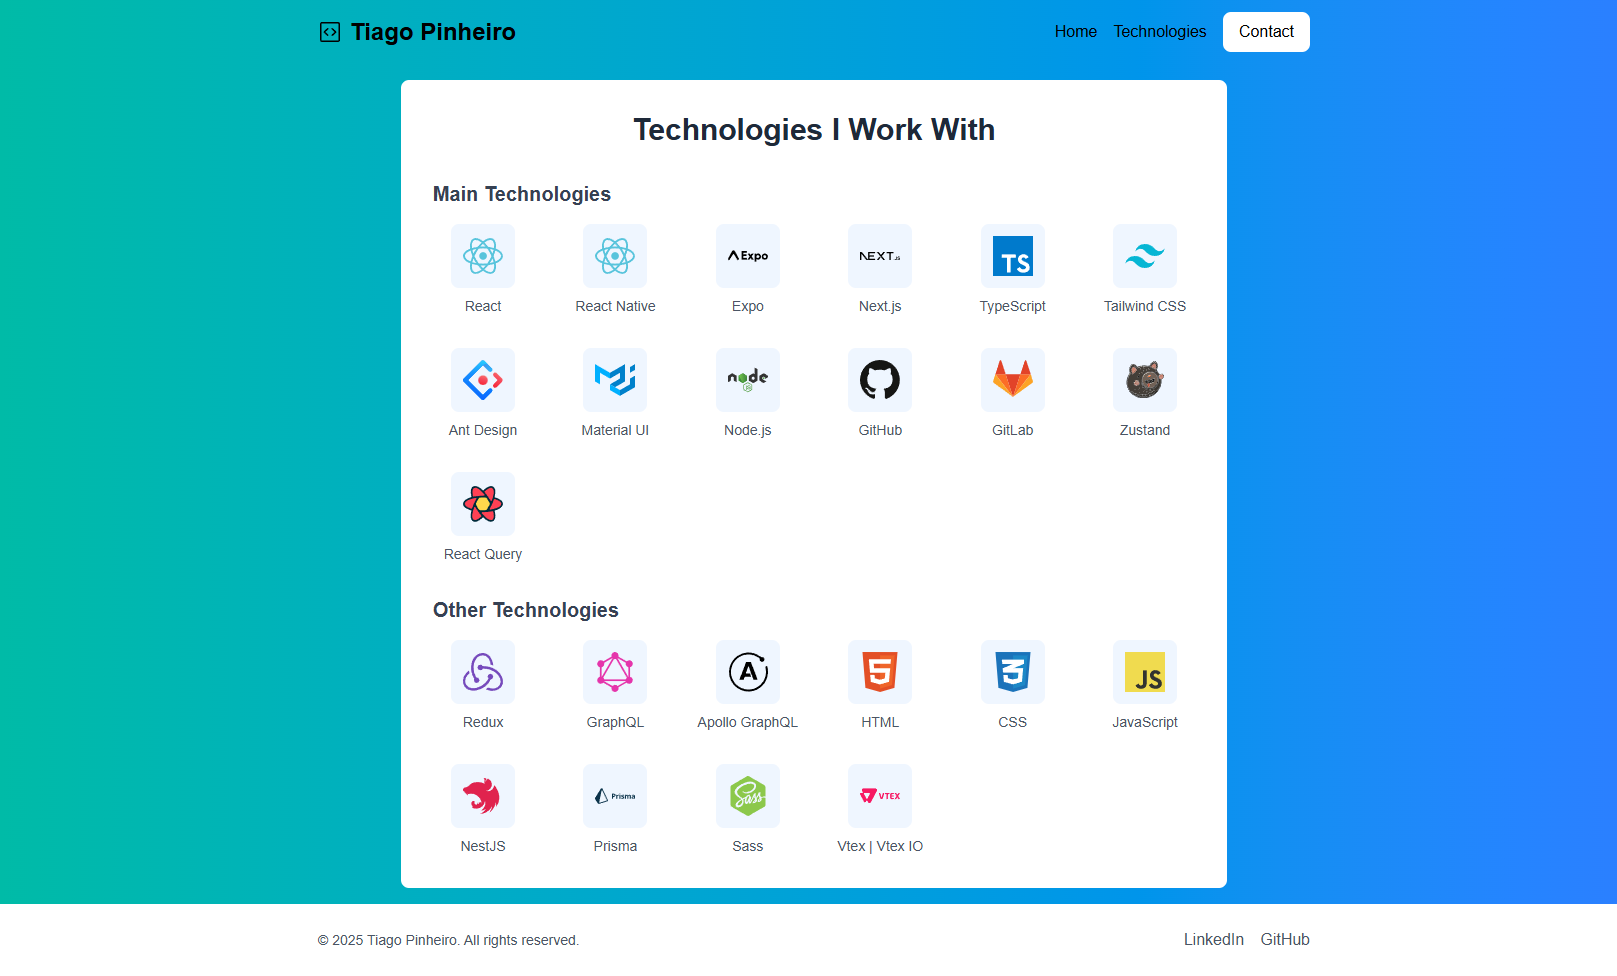 Tiago Pinheiro
Home Technologies Contact
Technologies I Work With
Main Technologies
Expo NEXT.JS TS
React React Native Expo Next.js TypeScript Tailwind CSS
node JS
Ant Design Material UI Node.js GitHub GitLab Zustand
React Query
Other Technologies
A 5 3 JS
Redux GraphQL Apollo GraphQL HTML CSS JavaScript
Prisma Sass VTEX
NestJS Prisma Sass Vtex | Vtex IO
© 2025 Tiago Pinheiro. All rights reserved. LinkedIn GitHub